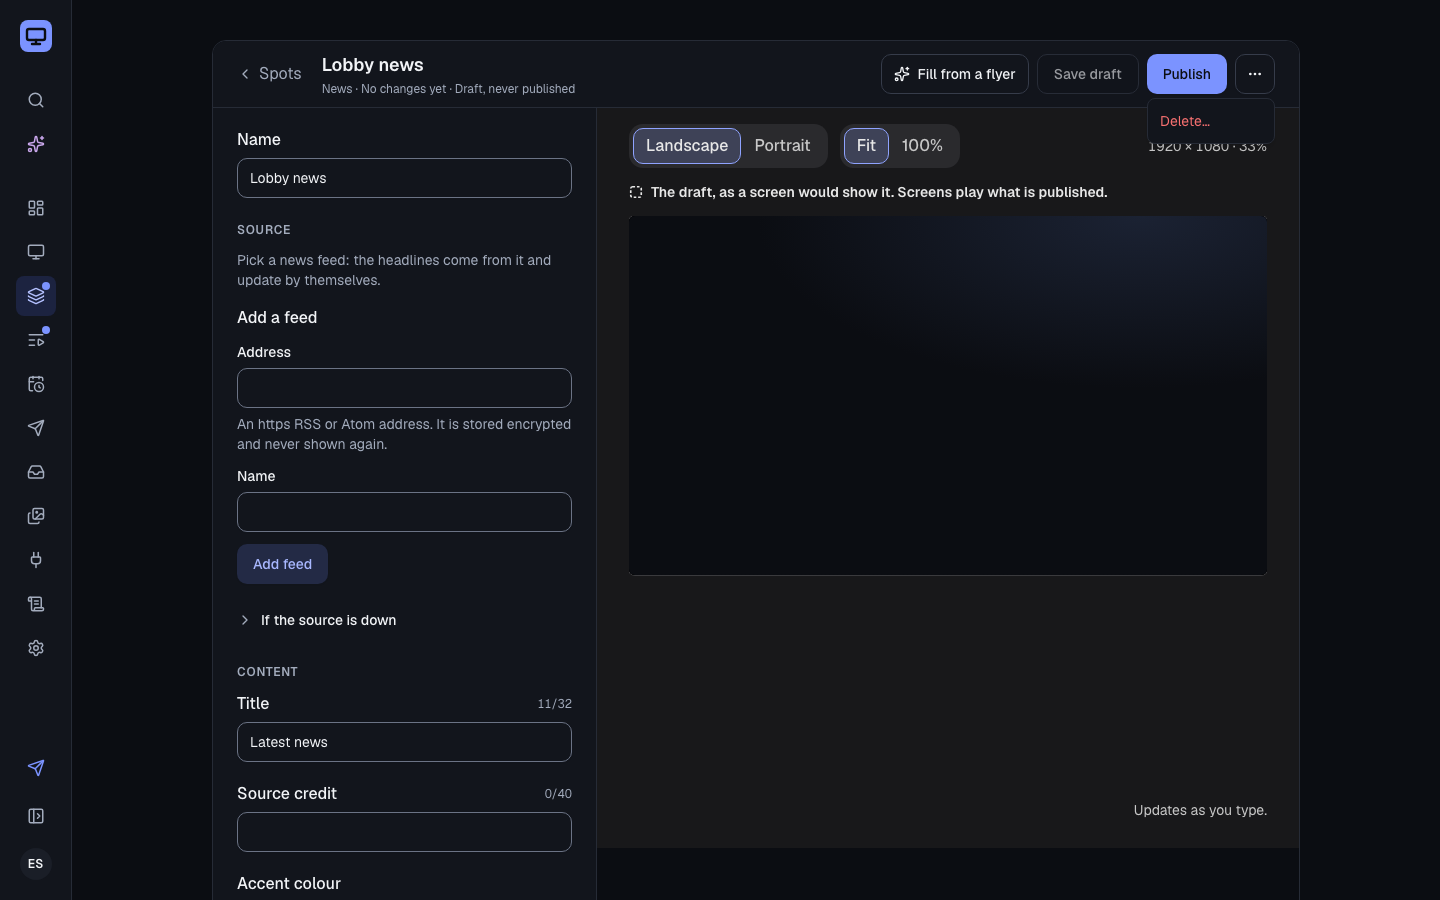 Spots
Lobby news
News · No changes yet · Draft, never published
Fill from a flyer
Save draft
Publish
Delete…
Name
Lobby news
SOURCE
Pick a news feed: the headlines come from it and
update by themselves.
Add a feed
Address
An https RSS or Atom address. It is stored encrypted
and never shown again.
Name
Add feed
If the source is down
CONTENT
Title
11/32
Latest news
Source credit
0/40
Accent colour
Landscape
Portrait
Fit
100%
1920 × 1080 · 33%
The draft, as a screen would show it. Screens play what is published.
Updates as you type.
ES